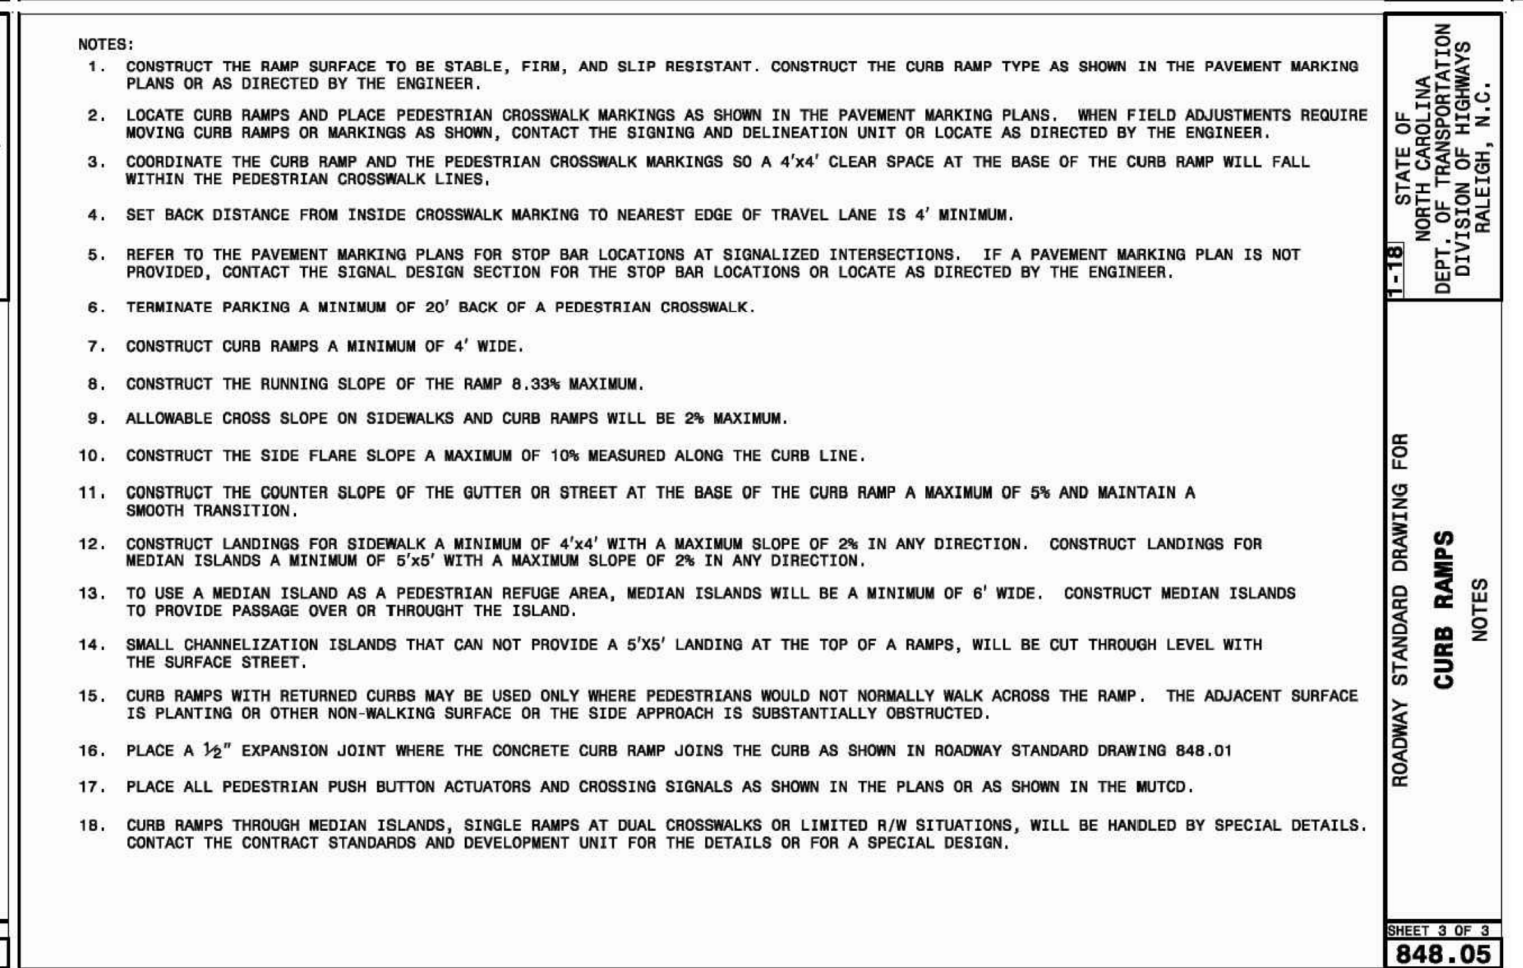 NOTES:
1. CONSTRUCT THE RAMP SURFACE TO BE STABLE, FIRM, AND SLIP RESISTANT. CONSTRUCT THE CURB RAMP TYPE AS SHOWN IN THE PAVEMENT MARKING
PLANS OR AS DIRECTED BY THE ENGINEER.
2. LOCATE CURB RAMPS AND PLACE PEDESTRIAN CROSSWALK MARKINGS AS SHOWN IN THE PAVEMENT MARKING PLANS. WHEN FIELD ADJUSTMENTS REQUIRE
MOVING CURB RAMPS OR MARKINGS AS SHOWN, CONTACT THE SIGNING AND DELINEATION UNIT OR LOCATE AS DIRECTED BY THE ENGINEER.
3. COORDINATE THE CURB RAMP AND THE PEDESTRIAN CROSSWALK MARKINGS SO A 4'x4' CLEAR SPACE AT THE BASE OF THE CURB RAMP WILL FALL
WITHIN THE PEDESTRIAN CROSSWALK LINES.
4. SET BACK DISTANCE FROM INSIDE CROSSWALK MARKING TO NEAREST EDGE OF TRAVEL LANE IS 4' MINIMUM.
5. REFER TO THE PAVEMENT MARKING PLANS FOR STOP BAR LOCATIONS AT SIGNALIZED INTERSECTIONS. IF A PAVEMENT MARKING PLAN IS NOT
PROVIDED, CONTACT THE SIGNAL DESIGN SECTION FOR THE STOP BAR LOCATIONS OR LOCATE AS DIRECTED BY THE ENGINEER.
6. TERMINATE PARKING A MINIMUM OF 20' BACK OF A PEDESTRIAN CROSSWALK.
7. CONSTRUCT CURB RAMPS A MINIMUM OF 4' WIDE.
8. CONSTRUCT THE RUNNING SLOPE OF THE RAMP 8.33% MAXIMUM.
9. ALLOWABLE CROSS SLOPE ON SIDEWALKS AND CURB RAMPS WILL BE 2% MAXIMUM.
10. CONSTRUCT THE SIDE FLARE SLOPE A MAXIMUM OF 10% MEASURED ALONG THE CURB LINE.
11. CONSTRUCT THE COUNTER SLOPE OF THE GUTTER OR STREET AT THE BASE OF THE CURB RAMP A MAXIMUM OF 5% AND MAINTAIN A
SMOOTH TRANSITION.
12. CONSTRUCT LANDINGS FOR SIDEWALK A MINIMUM OF 4'x4' WITH A MAXIMUM SLOPE OF 2% IN ANY DIRECTION. CONSTRUCT LANDINGS FOR
MEDIAN ISLANDS A MINIMUM OF 5'x5' WITH A MAXIMUM SLOPE OF 2% IN ANY DIRECTION.
13. TO USE A MEDIAN ISLAND AS A PEDESTRIAN REFUGE AREA, MEDIAN ISLANDS WILL BE A MINIMUM OF 6' WIDE. CONSTRUCT MEDIAN ISLANDS
TO PROVIDE PASSAGE OVER OR THROUGHT THE ISLAND.
14. SMALL CHANNELIZATION ISLANDS THAT CAN NOT PROVIDE A 5'X5' LANDING AT THE TOP OF A RAMPS, WILL BE CUT THROUGH LEVEL WITH
THE SURFACE STREET.
15. CURB RAMPS WITH RETURNED CURBS MAY BE USED ONLY WHERE PEDESTRIANS WOULD NOT NORMALLY WALK ACROSS THE RAMP. THE ADJACENT SURFACE
IS PLANTING OR OTHER NON-WALKING SURFACE OR THE SIDE APPROACH IS SUBSTANTIALLY OBSTRUCTED.
16. PLACE A ½" EXPANSION JOINT WHERE THE CONCRETE CURB RAMP JOINS THE CURB AS SHOWN IN ROADWAY STANDARD DRAWING 848.01
17. PLACE ALL PEDESTRIAN PUSH BUTTON ACTUATORS AND CROSSING SIGNALS AS SHOWN IN THE PLANS OR AS SHOWN IN THE MUTCD.
18. CURB RAMPS THROUGH MEDIAN ISLANDS, SINGLE RAMPS AT DUAL CROSSWALKS OR LIMITED R/W SITUATIONS, WILL BE HANDLED BY SPECIAL DETAILS.
CONTACT THE CONTRACT STANDARDS AND DEVELOPMENT UNIT FOR THE DETAILS OR FOR A SPECIAL DESIGN.
1-18
STATE OF
NORTH CAROLINA
DEPT. OF TRANSPORTATION
DIVISION OF HIGHWAYS
RALEIGH, N.C.
ROADWAY STANDARD DRAWING FOR
CURB RAMPS
NOTES
SHEET 3 OF 3
848.05